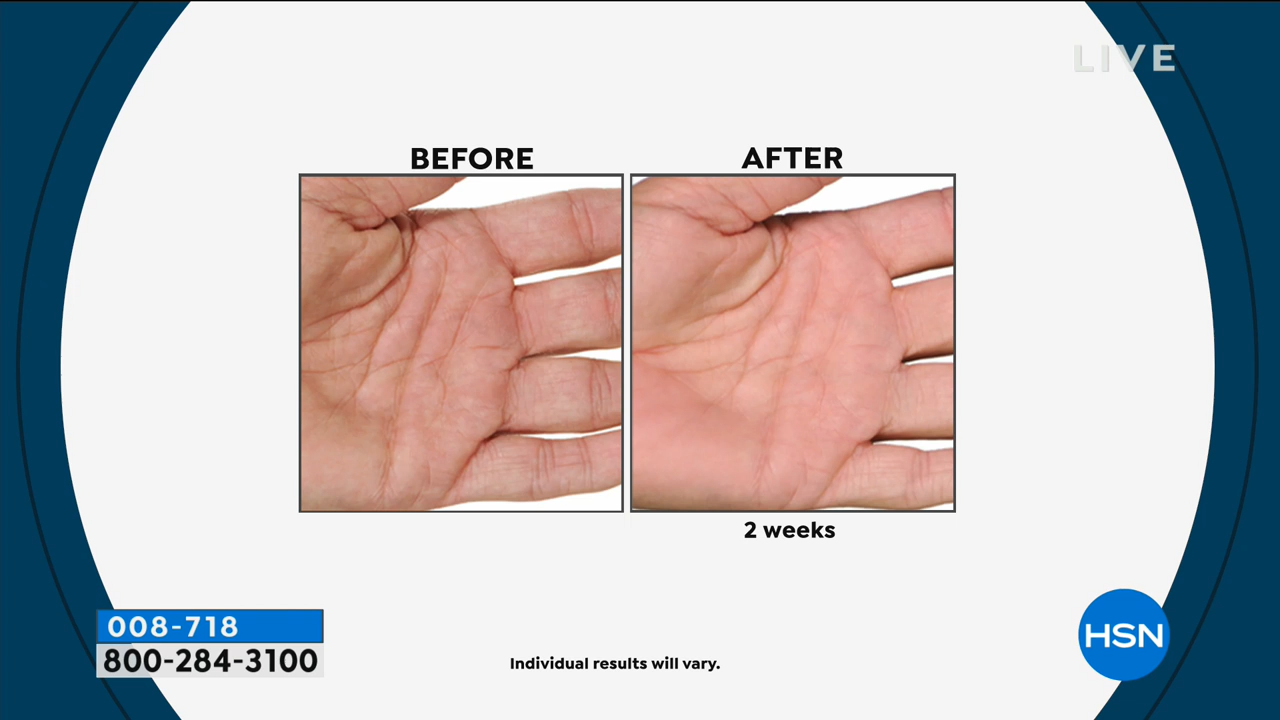 LIVE
BEFORE
AFTER
2 weeks
008-718
800-284-3100
Individual results will vary.
HSN